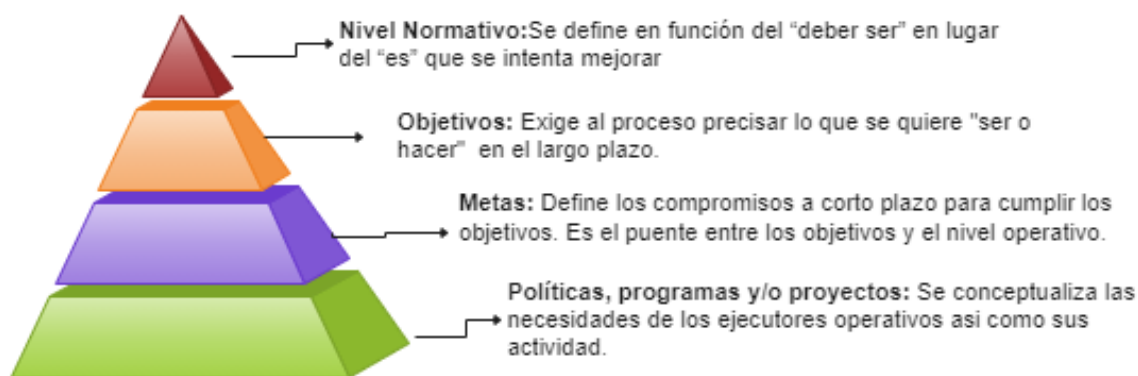 Nivel Normativo:Se define en función del “deber ser” en lugar
del “es” que se intenta mejorar
Objetivos: Exige al proceso precisar lo que se quiere "ser o
hacer" en el largo plazo.
Metas: Define los compromisos a corto plazo para cumplir los
objetivos. Es el puente entre los objetivos y el nivel operativo.
Políticas, programas y/o proyectos: Se conceptualiza las
necesidades de los ejecutores operativos asi como sus
actividad.